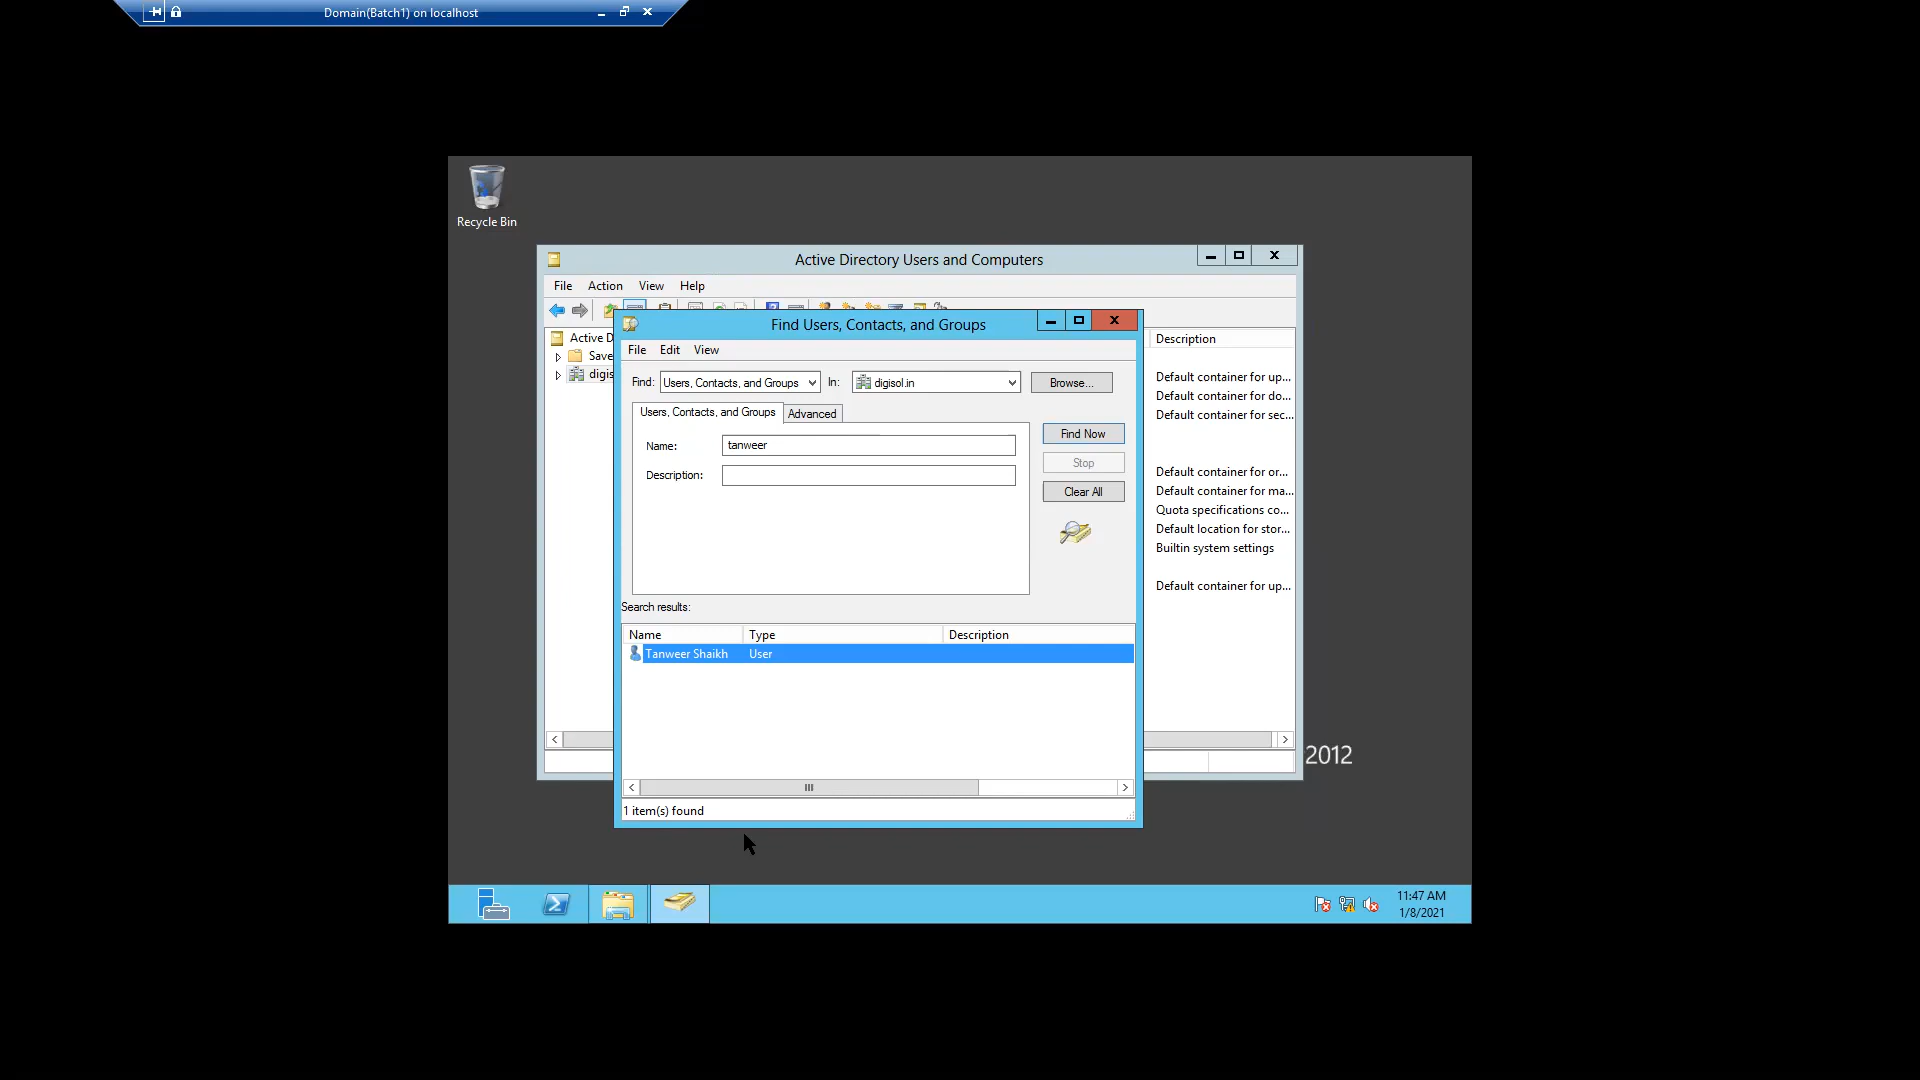 Domain(Batch1) on localhost
Recycle Bin
Active Directory Users and Computers
File Action View Help
Active D
Save
digis
Description
Default container for up...
Default container for do...
Default container for sec...
Default container for or...
Default container for ma...
Quota specifications co...
Default location for stor...
Builtin system settings
Default container for up...
Find Users, Contacts, and Groups
File Edit View
Find: Users, Contacts, and Groups In: digisol.in Browse...
Users, Contacts, and Groups Advanced
Name: tanweer
Description:
Find Now
Stop
Clear All
Search results:
Name Type Description
Tanweer Shaikh User
1 item(s) found
2012
11:47 AM
1/8/2021